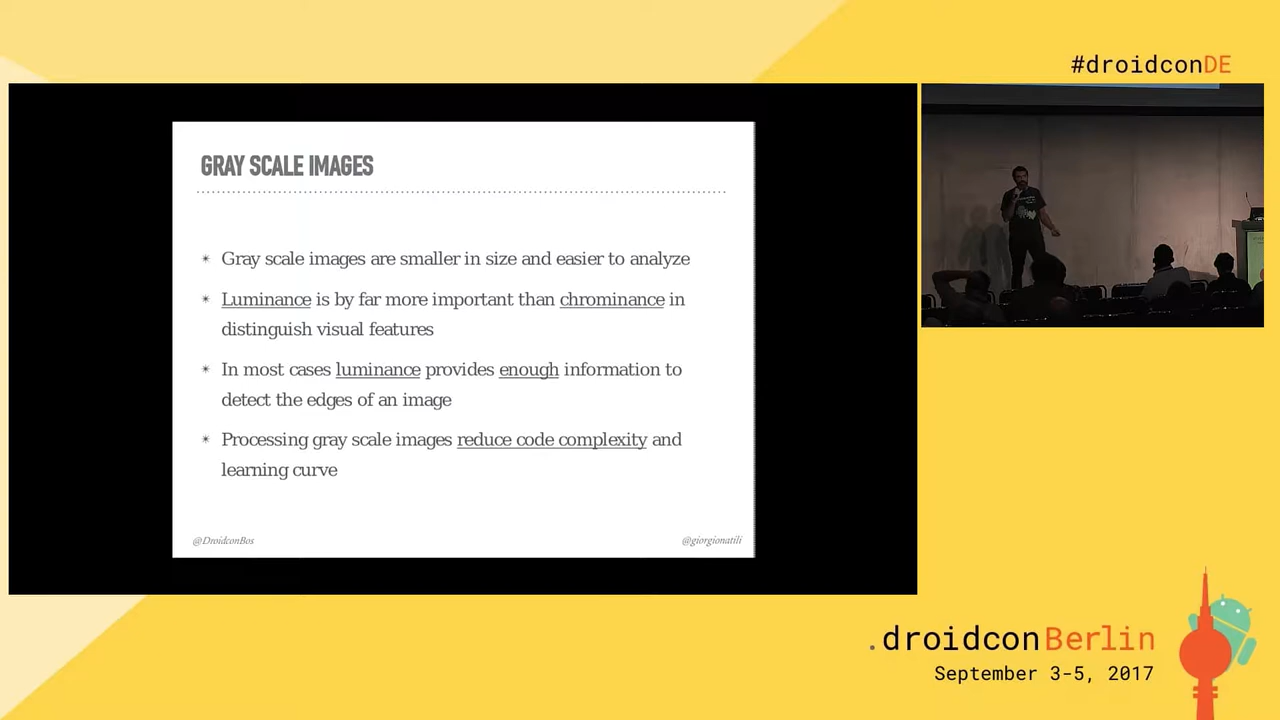 #droidconDE
GRAY SCALE IMAGES
* Gray scale images are smaller in size and easier to analyze
* Luminance is by far more important than chrominance in
distinguish visual features
* In most cases luminance provides enough information to
detect the edges of an image
* Processing gray scale images reduce code complexity and
learning curve
@DroidconBos
@giorgionatili
.droidconBerlin
September 3-5, 2017